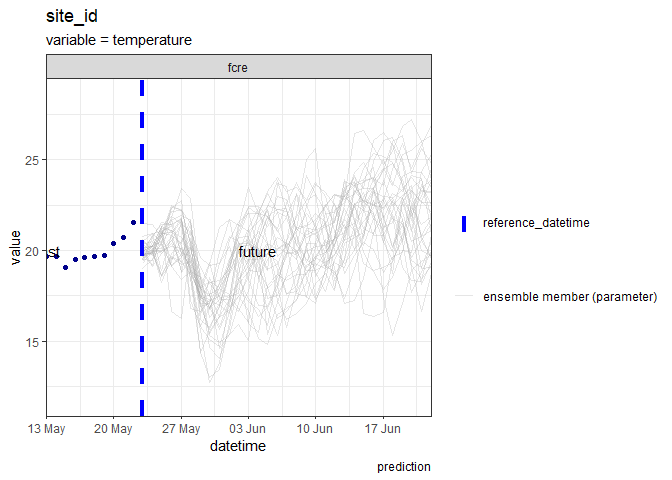 site_id
variable = temperature
fcre
25
20
15
value
st
future
13 May
20 May
27 May
03 Jun
10 Jun
17 Jun
datetime
prediction
reference_datetime
ensemble member (parameter)